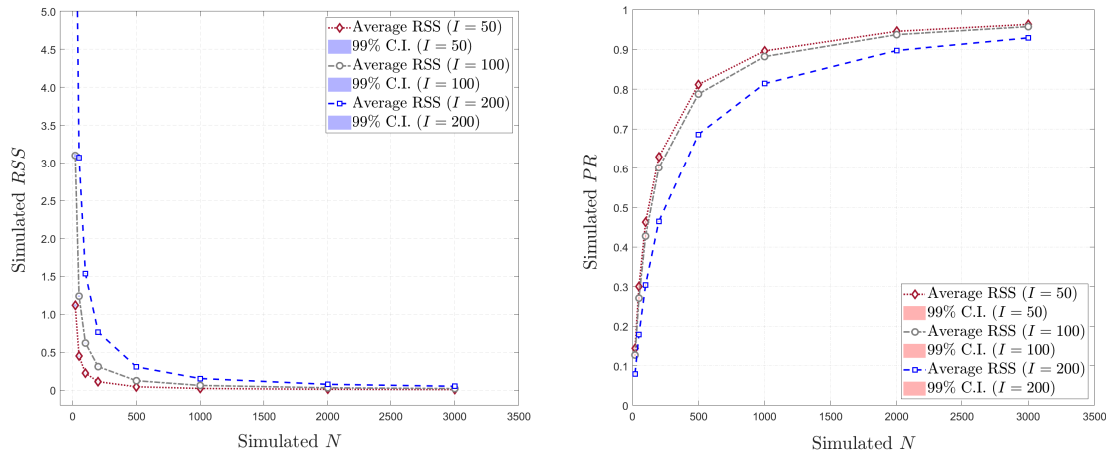 5.0
4.5
4.0
3.5
3.0
2.5
2.0
1.5
1.0
0.5
0
Simulated RSS
0
500
1000
1500
2000
2500
3000
3500
Simulated N
Average RSS (I = 50)
99% C.I. (I = 50)
Average RSS (I = 100)
99% C.I. (I = 100)
Average RSS (I = 200)
99% C.I. (I = 200)
1
0.9
0.8
0.7
0.6
0.5
0.4
0.3
0.2
0.1
0
Simulated PR
0
500
1000
1500
2000
2500
3000
3500
Simulated N
Average RSS (I = 50)
99% C.I. (I = 50)
Average RSS (I = 100)
99% C.I. (I = 100)
Average RSS (I = 200)
99% C.I. (I = 200)